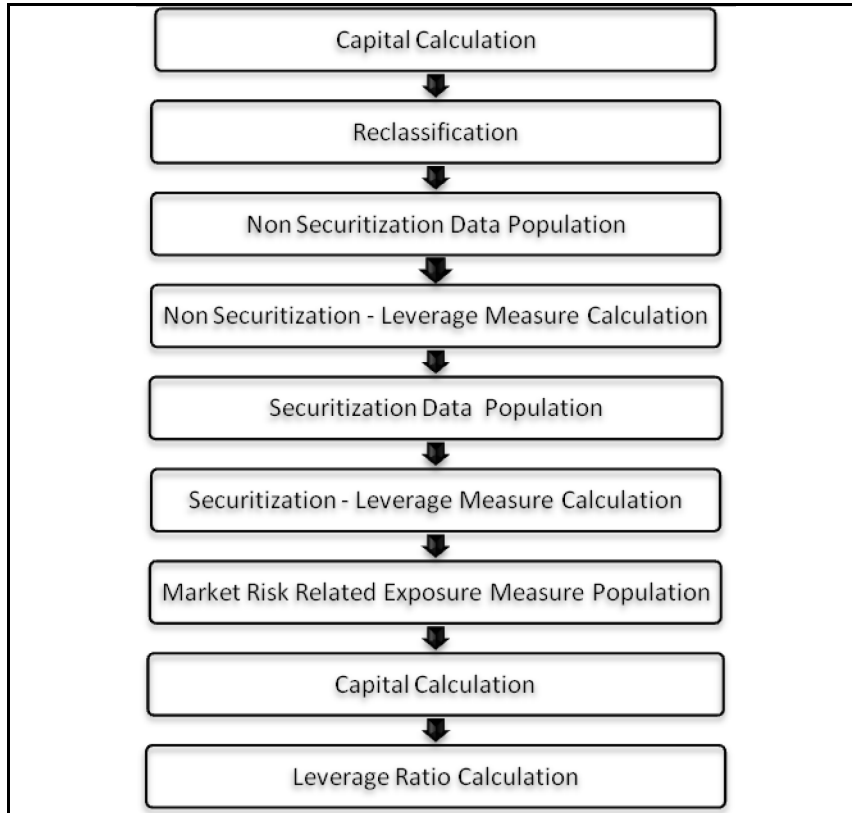 Capital Calculation
Reclassification
Non Securitization Data Population
Non Securitization - Leverage Measure Calculation
Securitization Data Population
Securitization - Leverage Measure Calculation
Market Risk Related Exposure Measure Population
Capital Calculation
Leverage Ratio Calculation